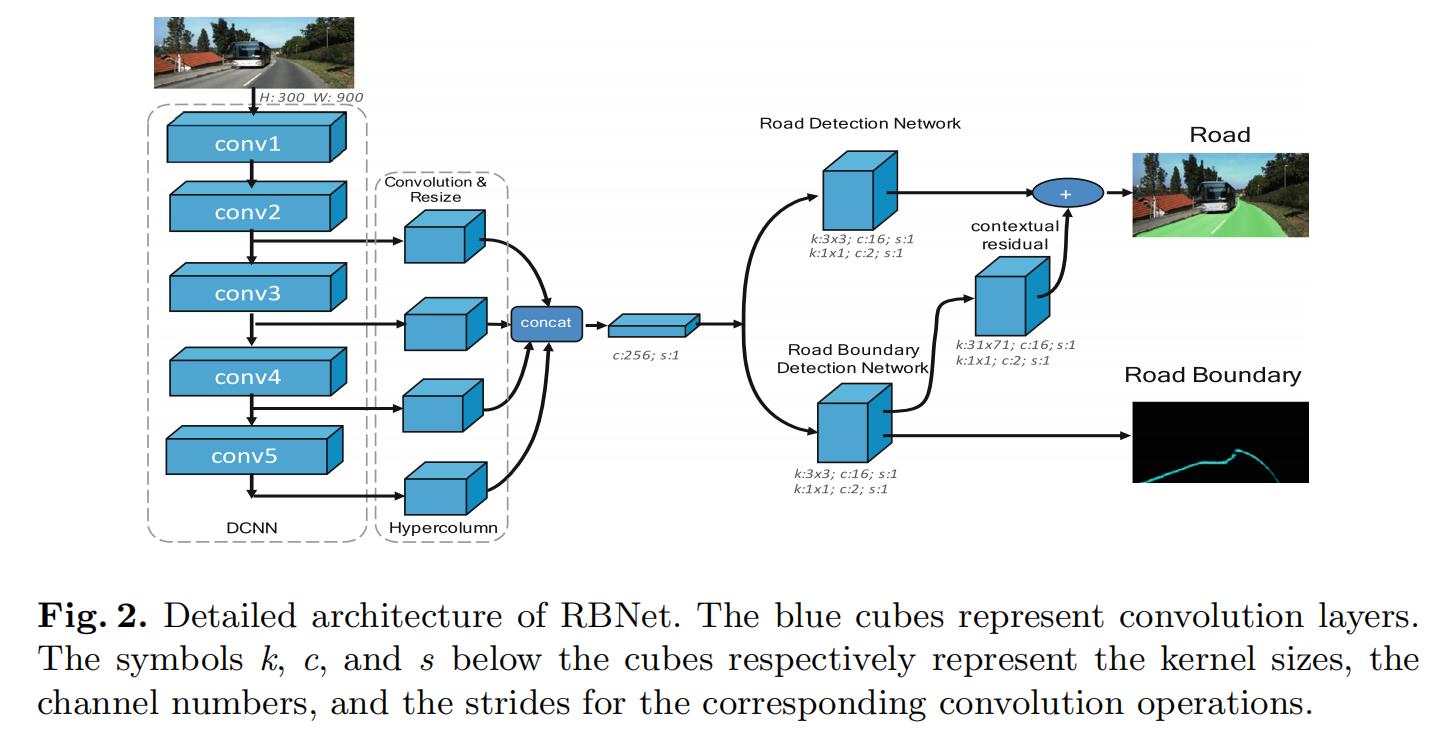 H: 300 W: 900
conv1
conv2
conv3
conv4
conv5
DCNN
Convolution &
Resize
Hypercolumn
concat
c:256; s:1
Road Detection Network
k:3x3; c:16; s:1
k:1x1; c:2; s:1
Road Boundary
Detection Network
k:3x3; c:16; s:1
k:1x1; c:2; s:1
contextual
residual
k:31x71; c:16; s:1
k:1x1; c:2; s:1
+
Road
Road Boundary
Fig. 2. Detailed architecture of RBNet. The blue cubes represent convolution layers.
The symbols k, c, and s below the cubes respectively represent the kernel sizes, the
channel numbers, and the strides for the corresponding convolution operations.